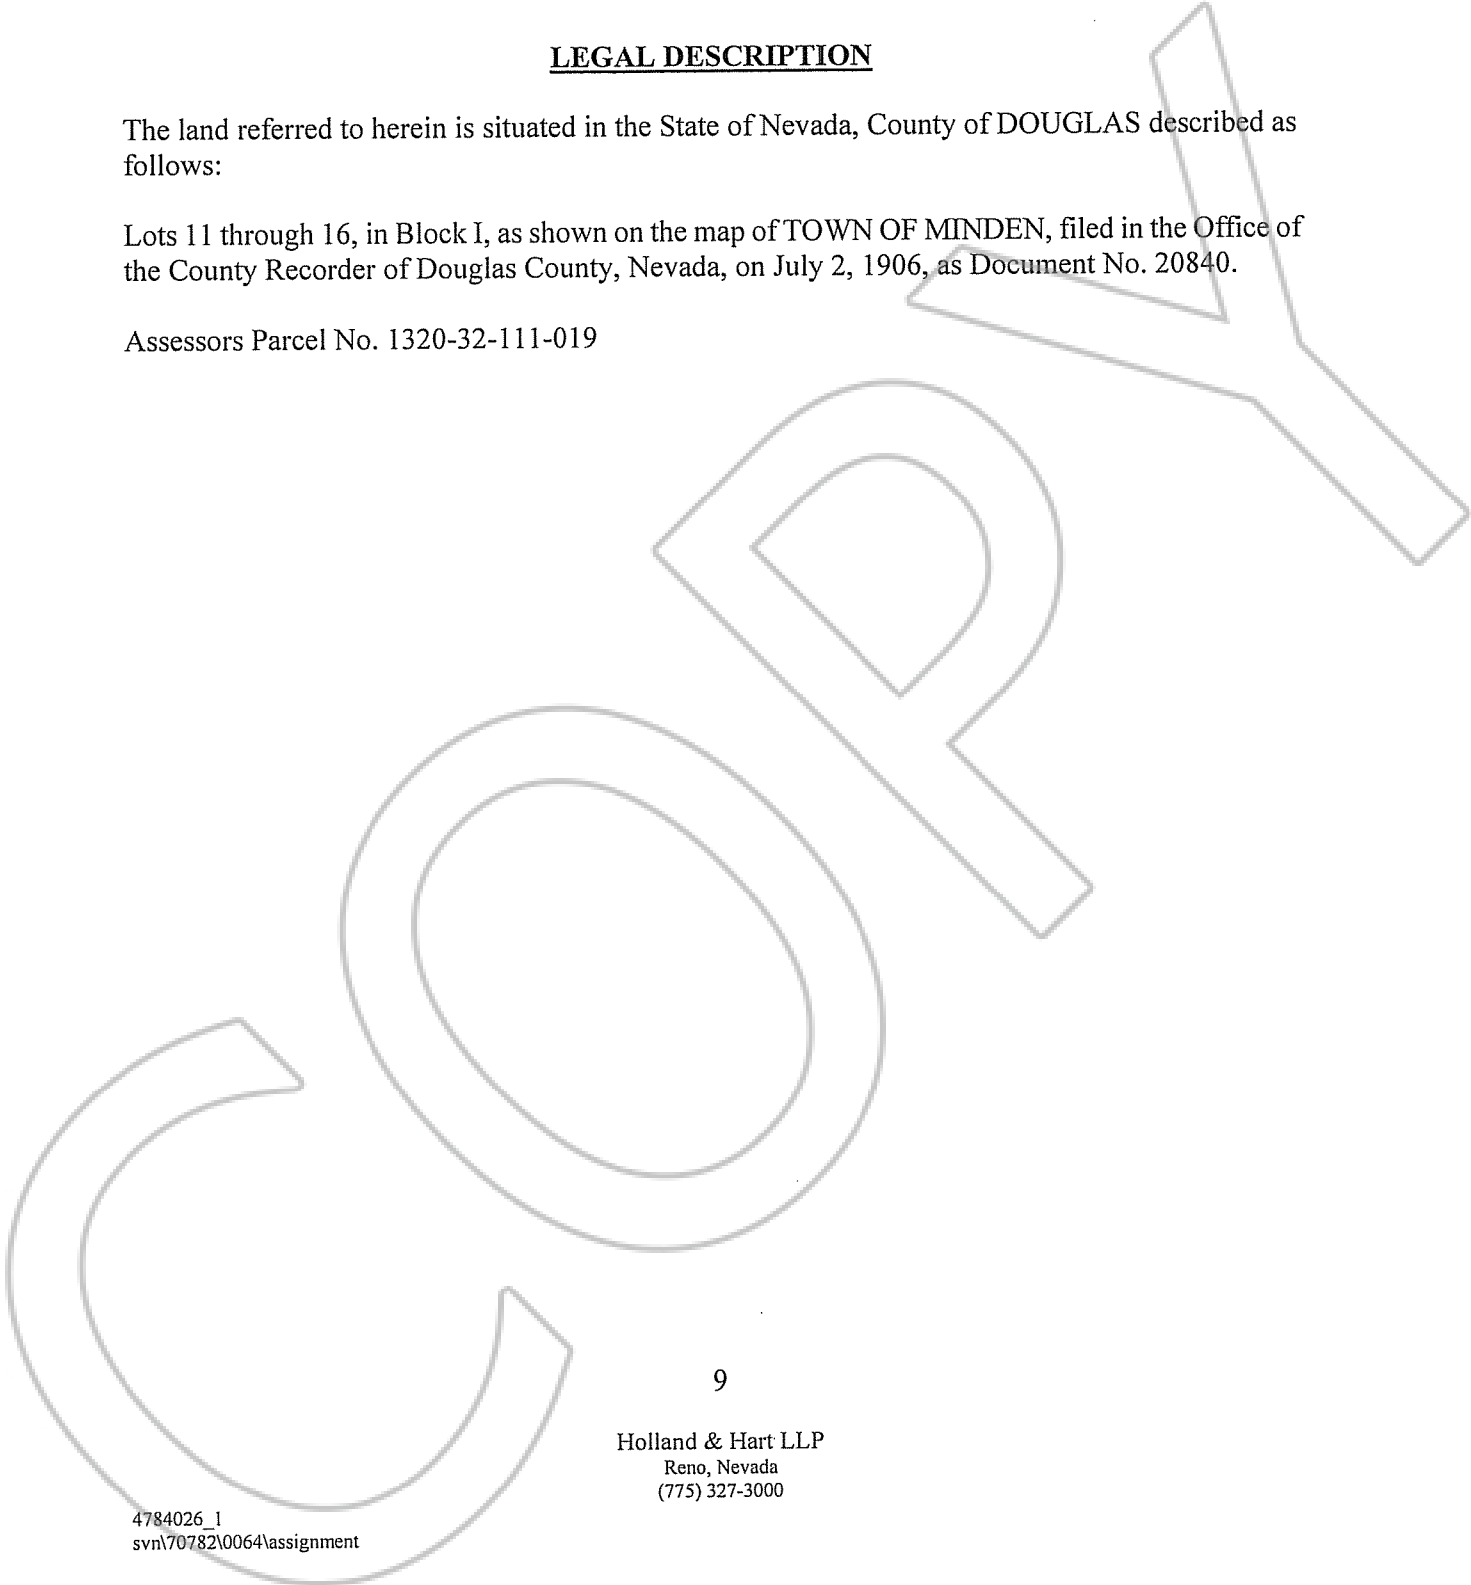 LEGAL DESCRIPTION
The land referred to herein is situated in the State of Nevada, County of DOUGLAS described as
follows:
Lots 11 through 16, in Block I, as shown on the map of TOWN OF MINDEN, filed in the Office of
the County Recorder of Douglas County, Nevada, on July 2, 1906, as Document No. 20840.
Assessors Parcel No. 1320-32-111-019
COPY
9
Holland & Hart LLP
Reno, Nevada
(775) 327-3000
4784026_1
svn\70782\0064\assignment